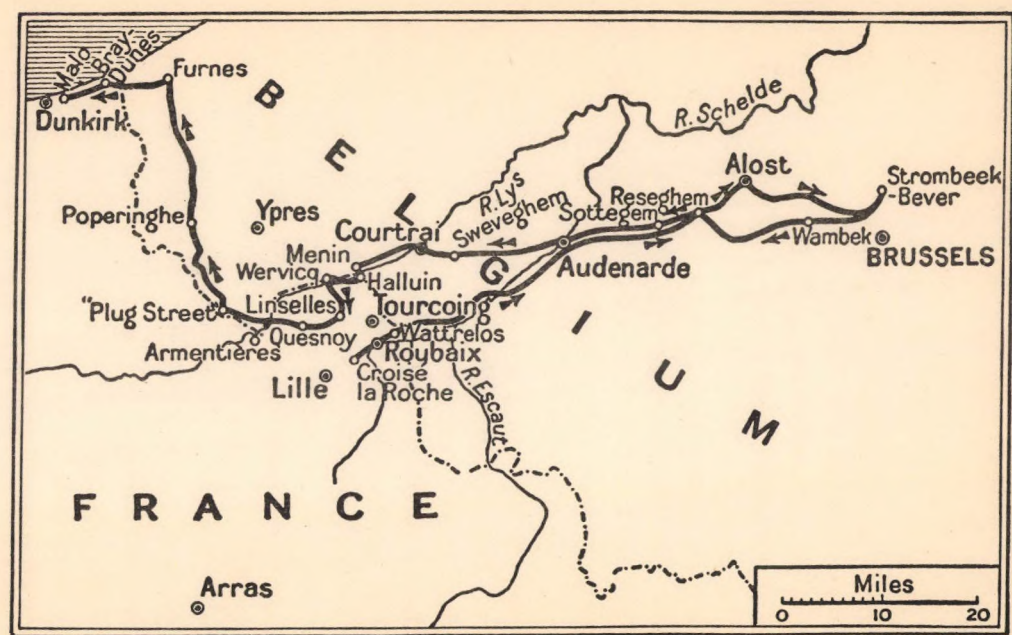 Malo
Bray-
Dunes
Furnes
Dunkirk
BELGIUM
R. Schelde
Alost
Strombeek
-Bever
R. Lys
Reseghem
Sweveghem
Sottegem
Poperinghe
Ypres
Courtrai
Wambek
BRUSSELS
Menin
Wervicq
Halluin
Audenarde
"Plug Street"
Linselles
Tourcoing
Quesnoy
Wattrelos
Armentières
Roubaix
Lille
Croise
la Roche
R. Escaut
FRANCE
Arras
Miles
0 10 20